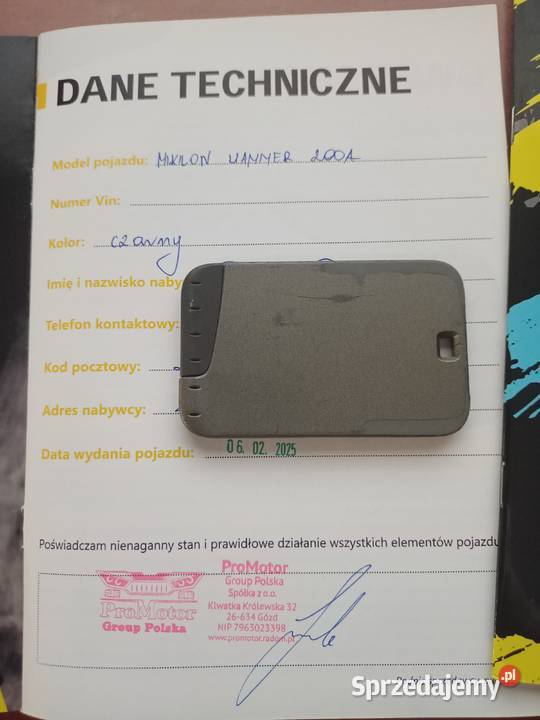 DANE TECHNICZNE
Model pojazdu: MIKILON HAMMER 200A
Numer Vin:
Kolor: czarny
Imię i nazwisko naby
Telefon kontaktowy:
Kod pocztowy:
Adres nabywcy:
Data wydania pojazdu: 06. 02. 2025
Poświadczam nienaganny stan i prawidłowe działanie wszystkich elementów pojazdu
ProMotor
Group Polska
ProMotor
Group Polska
Spółka z o.o.
Klwatka Królewska 32
26-634 Gózd
NIP 7963023398
www.promotor.radom.pl
Sprzedajemy.pl